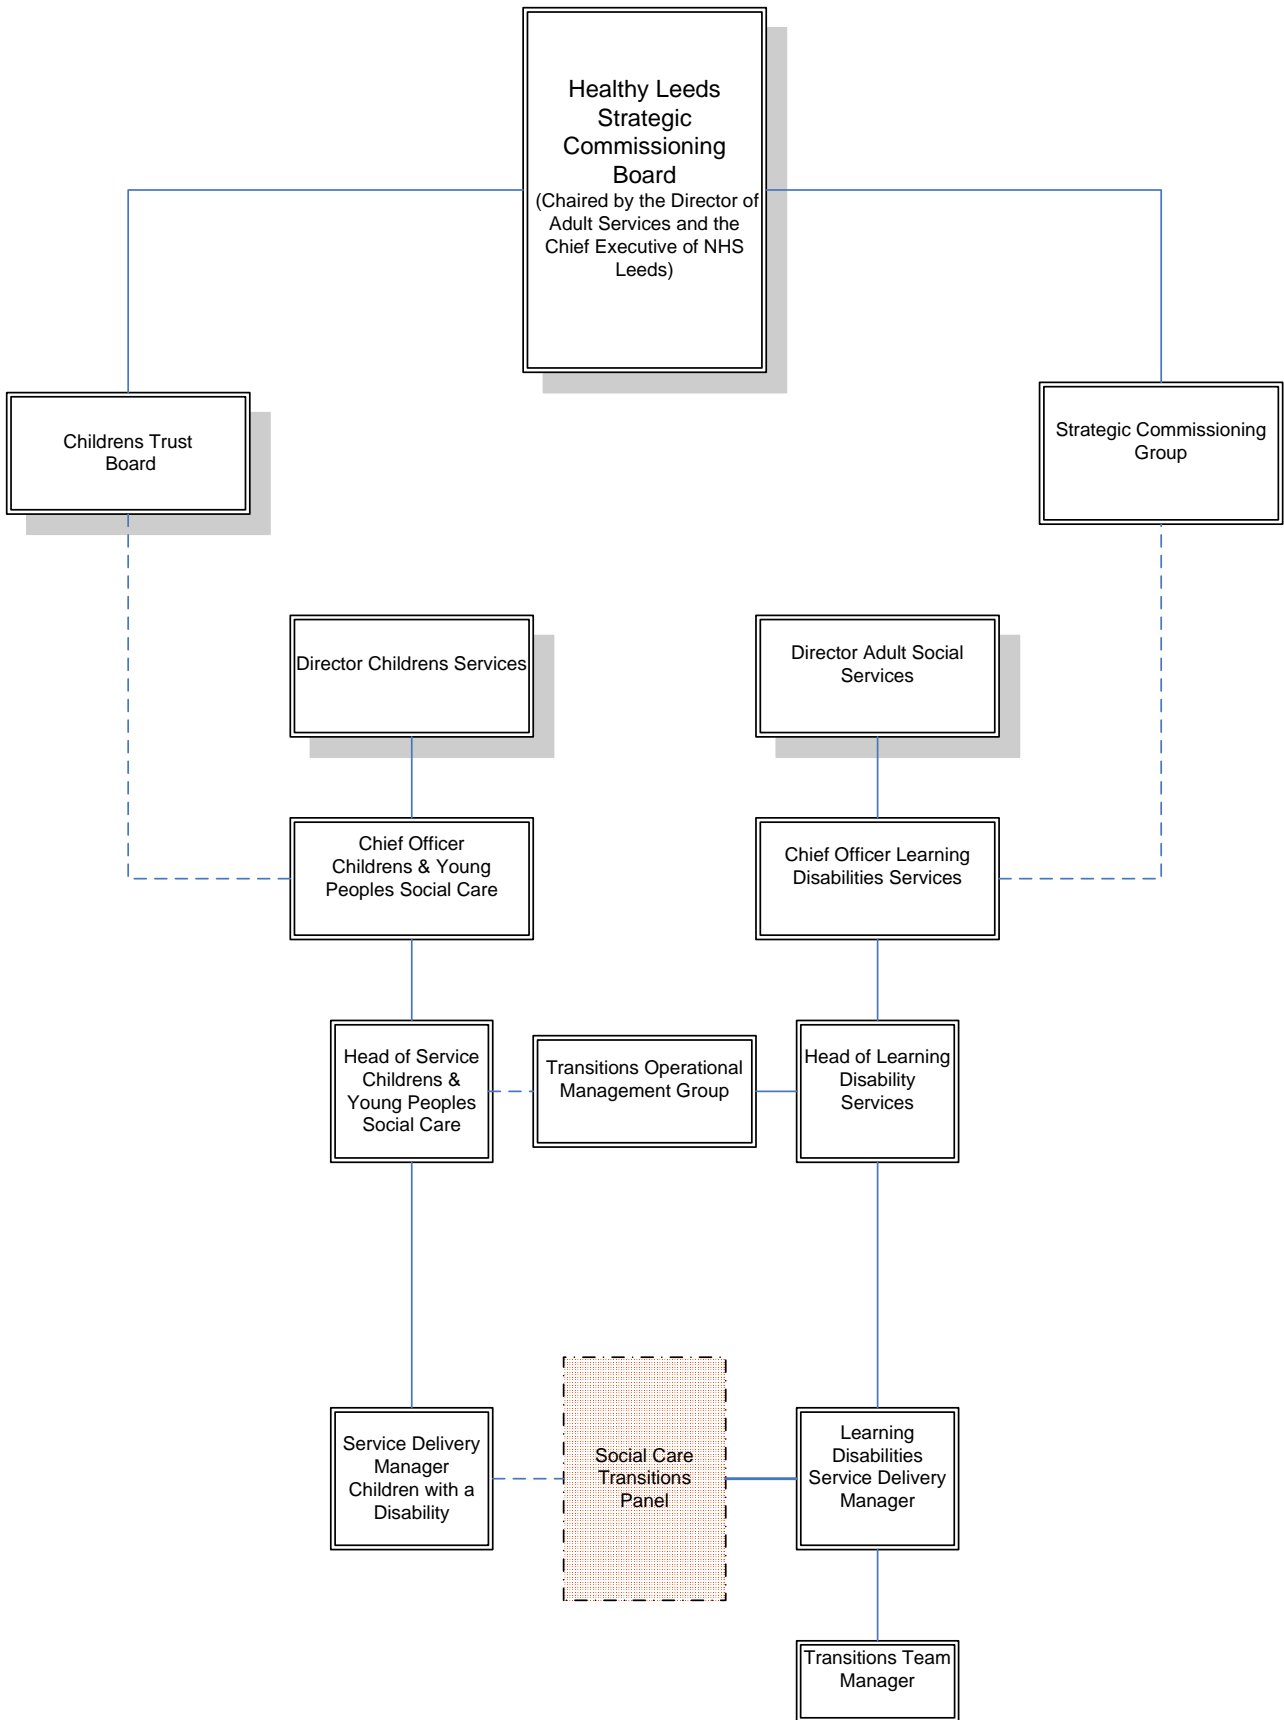 Healthy Leeds
Strategic
Commissioning
Board
(Chaired by the Director of
Adult Services and the
Chief Executive of NHS
Leeds)
Childrens Trust
Board
Strategic Commissioning
Group
Director Childrens Services
Director Adult Social
Services
Chief Officer
Childrens & Young
Peoples Social Care
Chief Officer Learning
Disabilities Services
Head of Service
Childrens &
Young Peoples
Social Care
Transitions Operational
Management Group
Head of Learning
Disability
Services
Service Delivery
Manager
Children with a
Disability
Social Care
Transitions
Panel
Learning
Disabilities
Service Delivery
Manager
Transitions Team
Manager